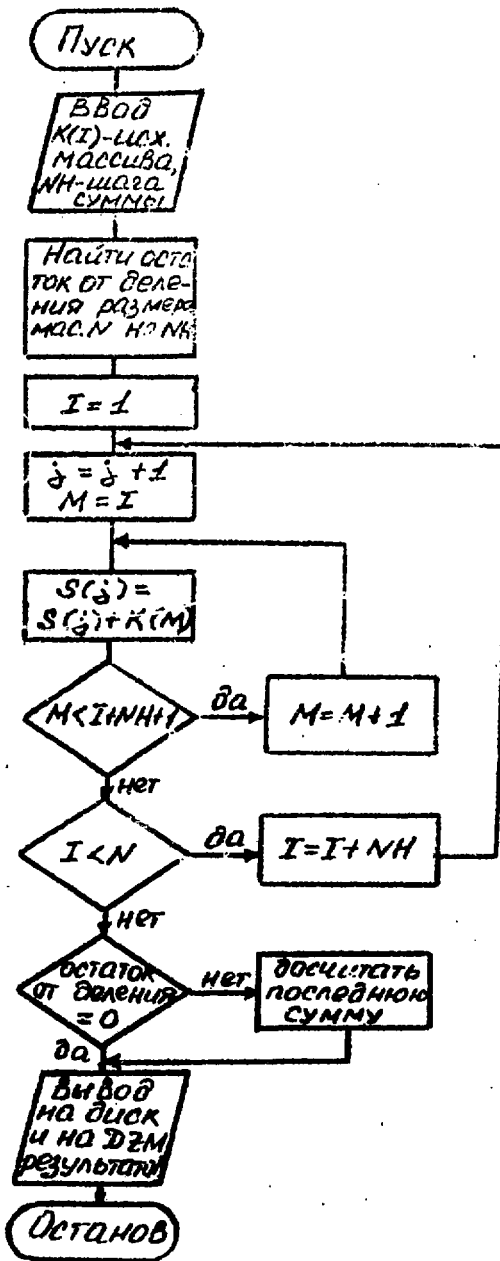 Пуск
Ввод
K(I)-исх.
массива,
NH-шага
суммы
Найти оста
ток от деле-
ния размера
мас. N на NH
I = 1
j = j + 1
M = I
S(j) =
S(j) + K(M)
M < I+NH+1
да
M = M + 1
нет
I < N
да
I = I + NH
нет
остаток
от деления
= 0
нет
досчитать
последнюю
сумму
да
Вывод
на диск
и на DZM
результатов
Останов